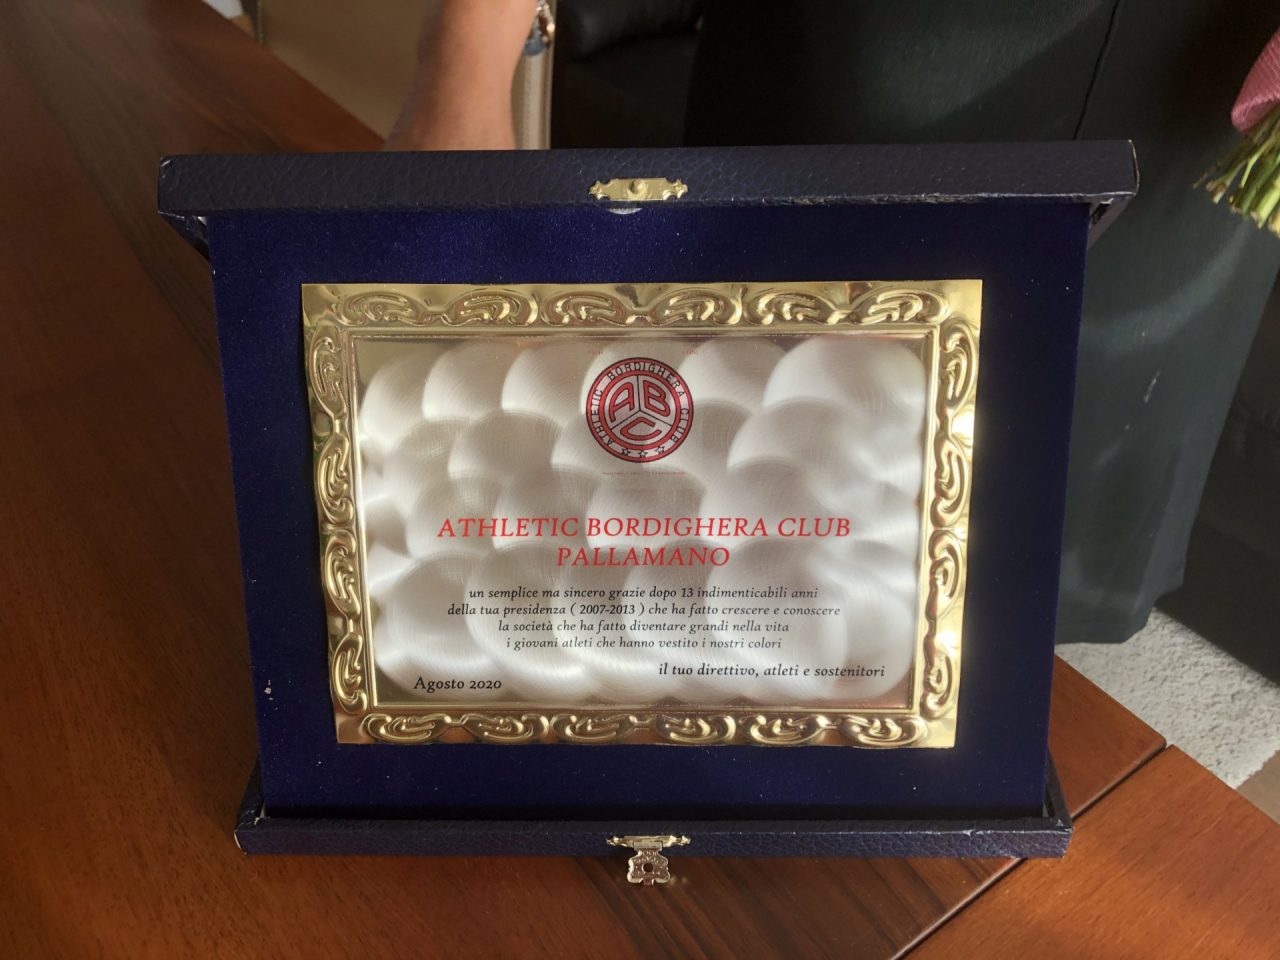 ATHLETIC BORDIGHERA CLUB
ABC
ATHLETIC BORDIGHERA CLUB
PALLAMANO
un semplice ma sincero grazie dopo 13 indimenticabili anni
della tua presidenza ( 2007-2013 ) che ha fatto crescere e conoscere
la società che ha fatto diventare grandi nella vita
i giovani atleti che hanno vestito i nostri colori
il tuo direttivo, atleti e sostenitori
Agosto 2020